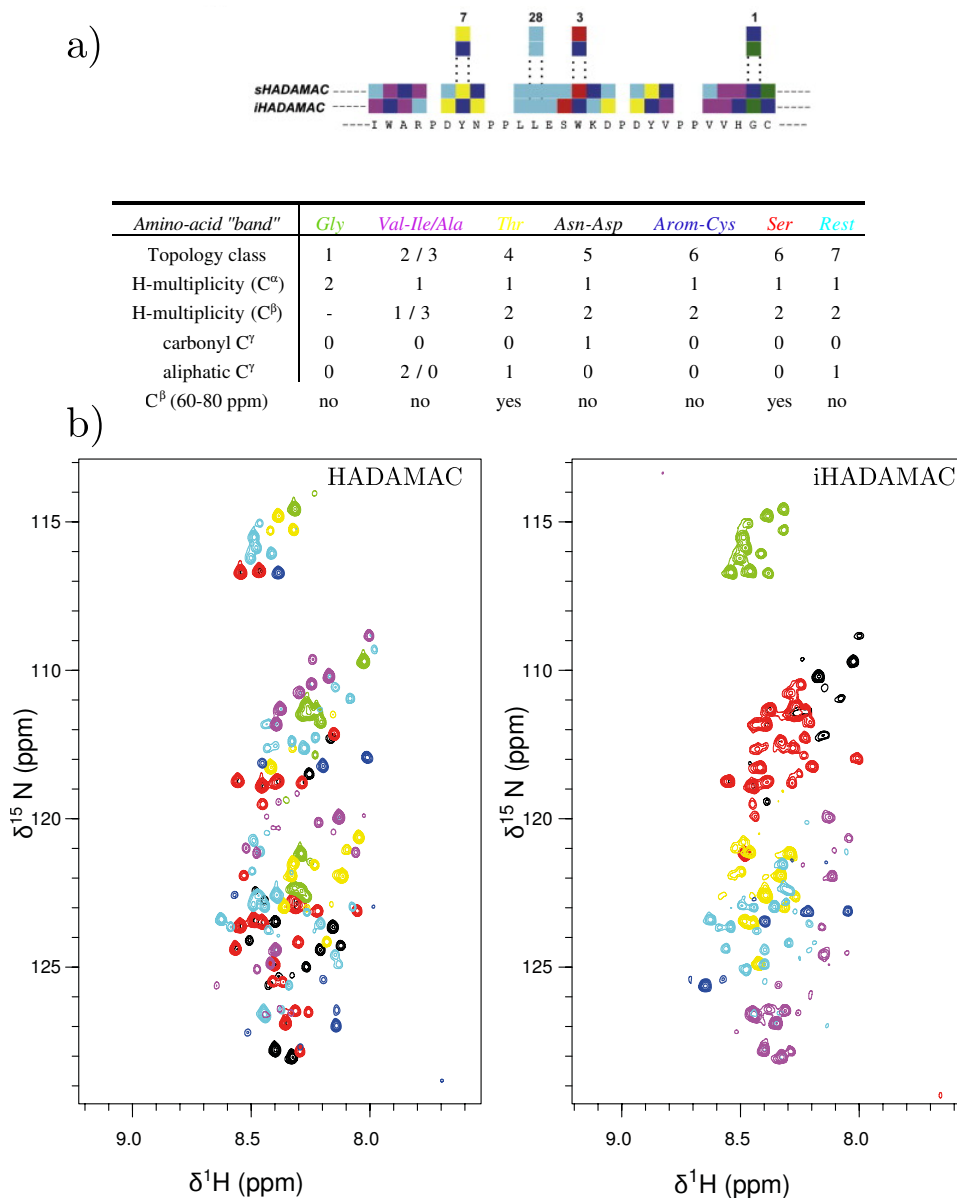 a)
7 28 3 1
sHADAMAC
iHADAMAC
I W A R P D Y N P P L L E S W K D P D Y V P P V V H G C
Amino-acid "band" Gly Val-Ile/Ala Thr Asn-Asp Arom-Cys Ser Rest
Topology class 1 2 / 3 4 5 6 6 7
H-multiplicity (Cα) 2 1 1 1 1 1 1
H-multiplicity (Cβ) - 1 / 3 2 2 2 2 2
carbonyl Cγ 0 0 0 1 0 0 0
aliphatic Cγ 0 2 / 0 1 0 0 0 1
Cβ (60-80 ppm) no no yes no no yes no
b)
HADAMAC
iHADAMAC
115
110
120
125
δ15 N (ppm)
9.0 8.5 8.0
δ1H (ppm)
115
110
120
125
δ15 N (ppm)
9.0 8.5 8.0
δ1H (ppm)